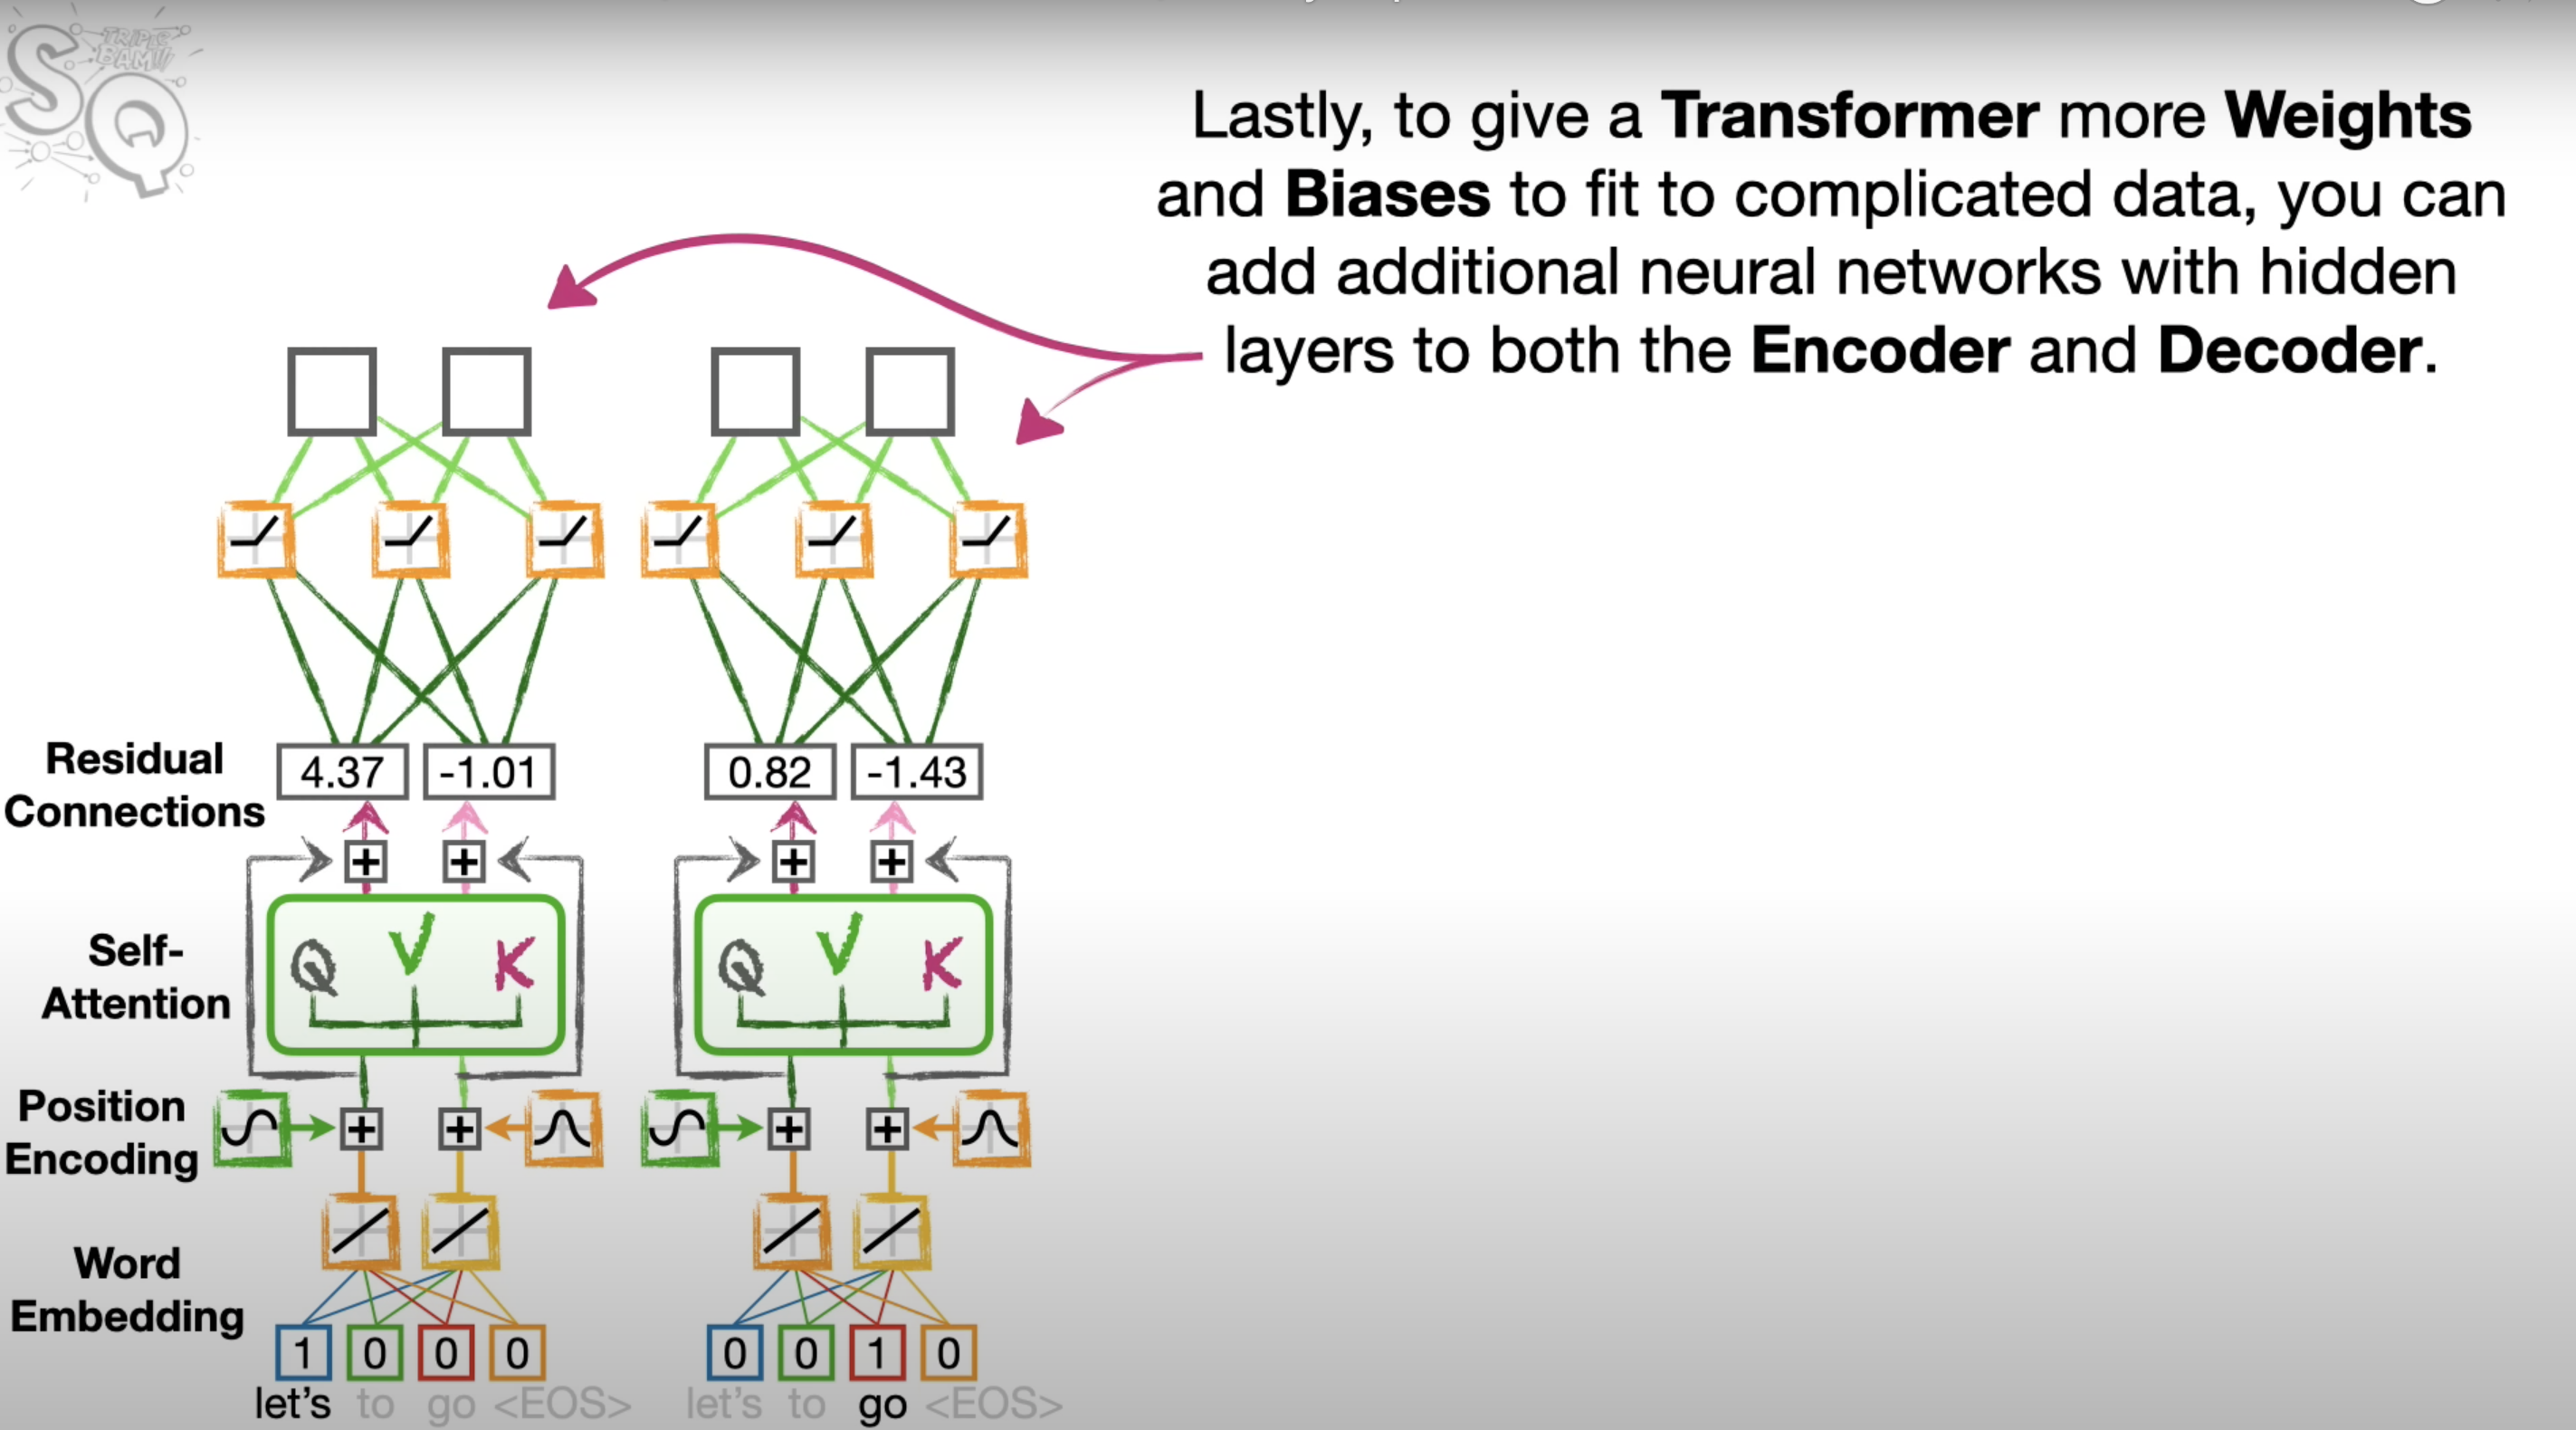 TRIPLE
BAM!!!
SQ
Lastly, to give a Transformer more Weights
and Biases to fit to complicated data, you can
add additional neural networks with hidden
layers to both the Encoder and Decoder.
Residual
Connections
4.37 -1.01 0.82 -1.43
+ + + +
Self-
Attention
Q V K Q V K
Position
Encoding
+ + + +
Word
Embedding
1 0 0 0 0 0 1 0
let's to go <EOS> let's to go <EOS>